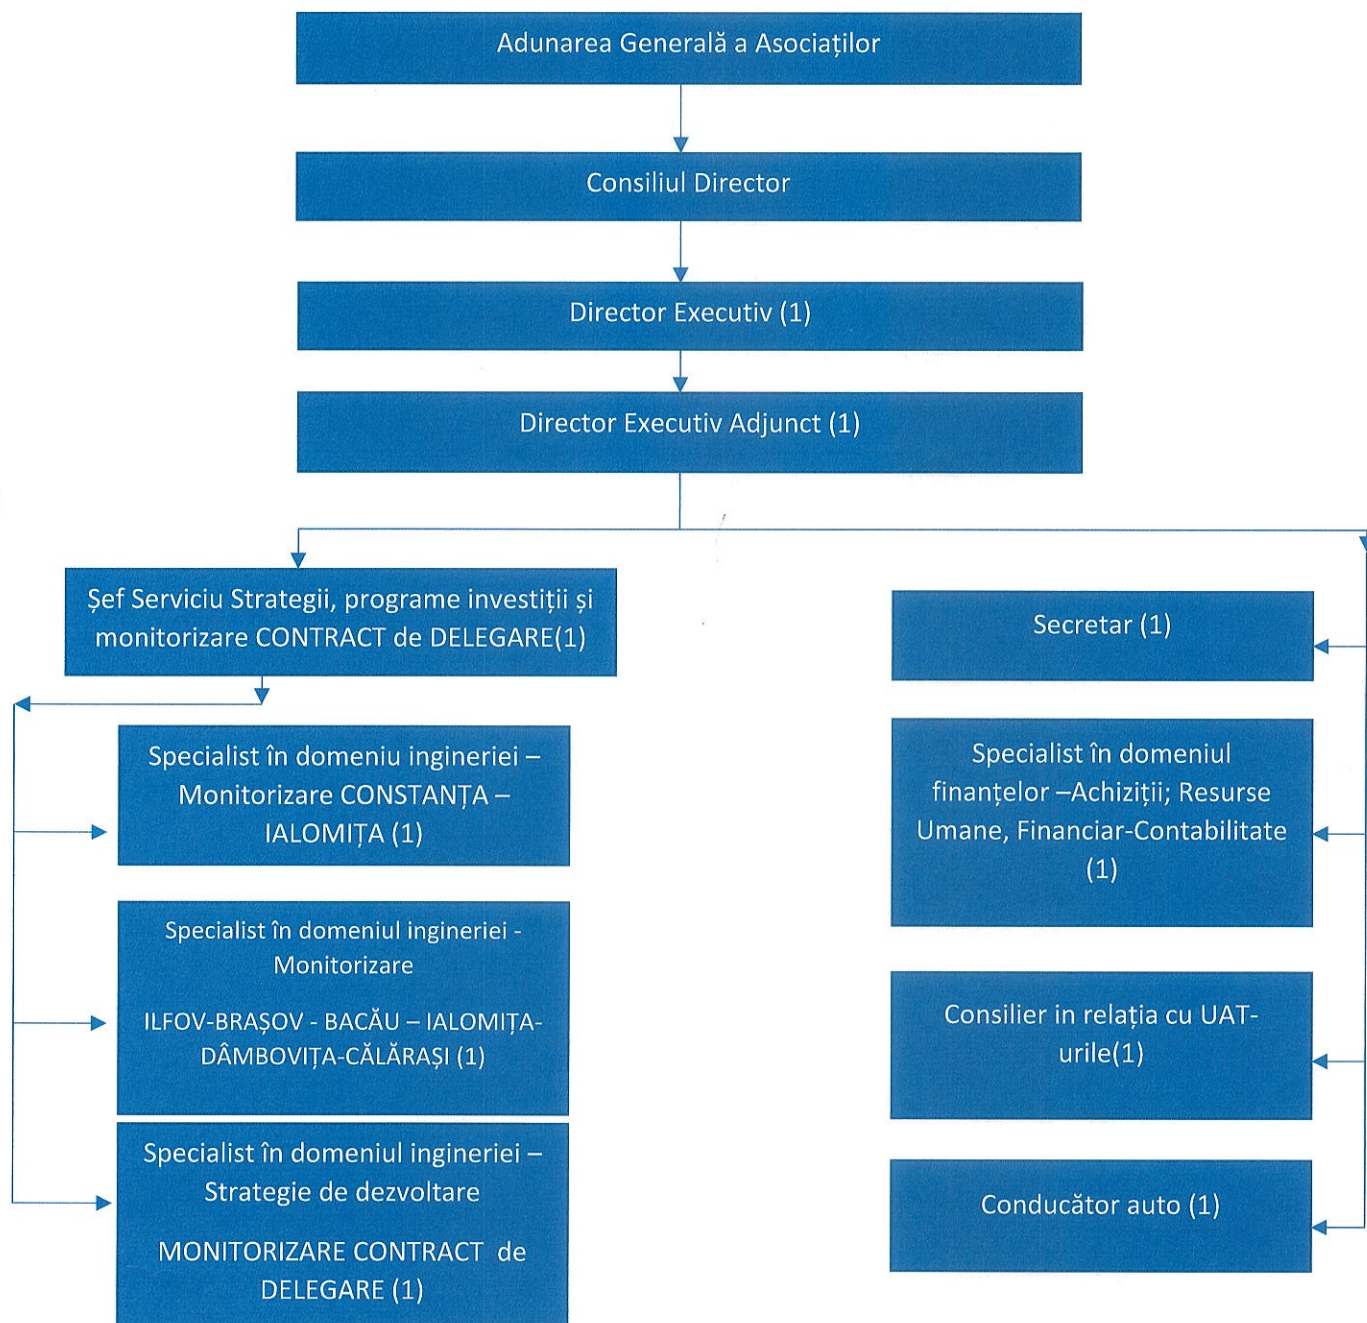 Adunarea Generală a Asociaților
Consiliul Director
Director Executiv (1)
Director Executiv Adjunct (1)
Șef Serviciu Strategii, programe investiții și
monitorizare CONTRACT de DELEGARE(1)
Specialist în domeniu ingineriei –
Monitorizare CONSTANȚA –
IALOMIȚA (1)
Specialist în domeniul ingineriei -
Monitorizare
ILFOV-BRAȘOV - BACĂU – IALOMIȚA-
DÂMBOVIȚA-CĂLĂRAȘI (1)
Specialist în domeniul ingineriei –
Strategie de dezvoltare
MONITORIZARE CONTRACT de
DELEGARE (1)
Secretar (1)
Specialist în domeniul
finanțelor –Achiziții; Resurse
Umane, Financiar-Contabilitate
(1)
Consilier in relația cu UAT-
urile(1)
Conducător auto (1)